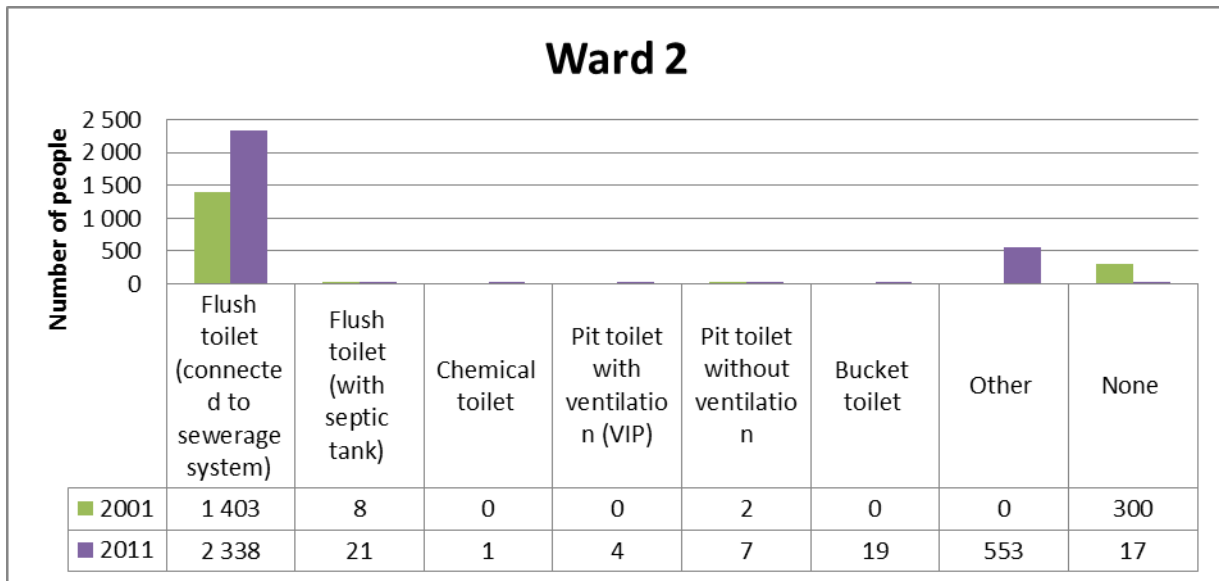 Ward 2
Number of people
2 500
2 000
1 500
1 000
500
0
Flush
toilet
(connecte
d to
sewerage
system)
Flush
toilet
(with
septic
tank)
Chemical
toilet
Pit toilet
with
ventilatio
n (VIP)
Pit toilet
without
ventilatio
n
Bucket
toilet
Other
None
2001 1 403 8 0 0 2 0 0 300
2011 2 338 21 1 4 7 19 553 17